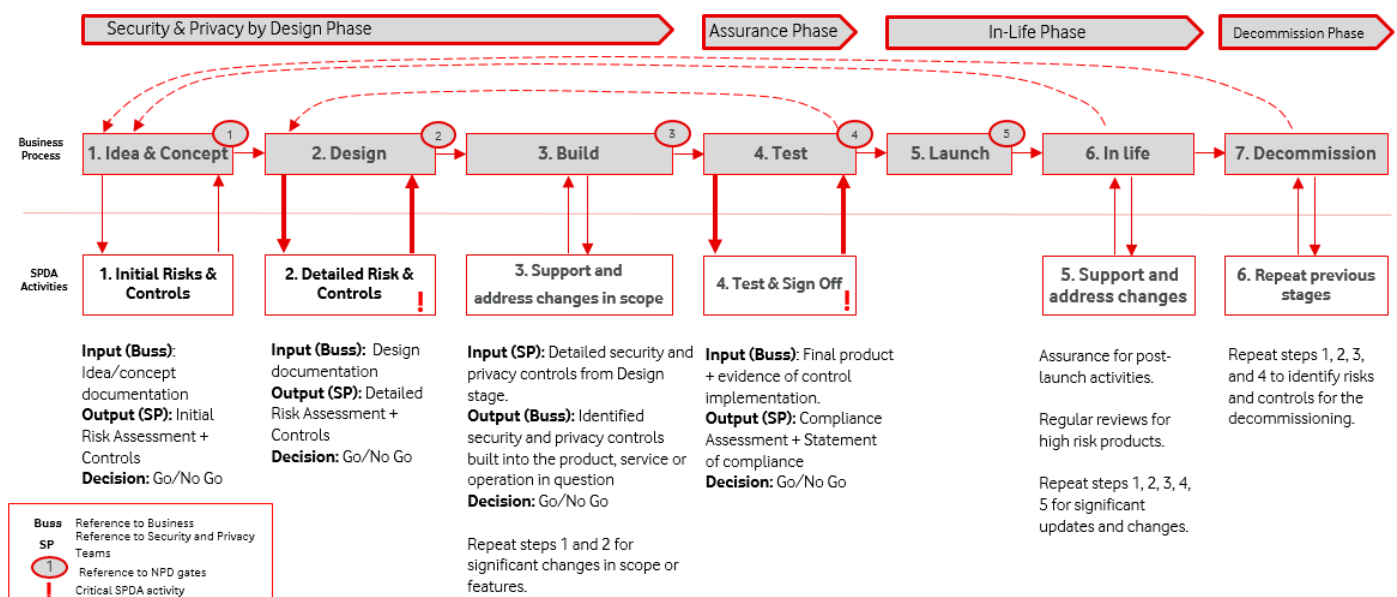 Security & Privacy by Design Phase
Assurance Phase
In-Life Phase
Decommission Phase
Business
Process
1. Idea & Concept
1
2. Design
2
3. Build
3
4. Test
4
5. Launch
5
6. In life
7. Decommission
SPDA
Activities
1. Initial Risks &
Controls
2. Detailed Risk &
Controls
!
3. Support and
address changes in scope
4. Test & Sign Off
!
5. Support and
address changes
6. Repeat previous
stages
Input (Buss):
Idea/concept
documentation
Output (SP): Initial
Risk Assessment +
Controls
Decision: Go/No Go
Input (Buss): Design
documentation
Output (SP): Detailed
Risk Assessment +
Controls
Decision: Go/No Go
Input (SP): Detailed security and
privacy controls from Design
stage.
Output (Buss): Identified
security and privacy controls
built into the product, service or
operation in question
Decision: Go/No Go
Repeat steps 1 and 2 for
significant changes in scope or
features.
Input (Buss): Final product
+ evidence of control
implementation.
Output (SP): Compliance
Assessment + Statement
of compliance
Decision: Go/No Go
Assurance for post-
launch activities.
Regular reviews for
high risk products.
Repeat steps 1, 2, 3, 4,
5 for significant
updates and changes.
Repeat steps 1, 2, 3,
and 4 to identify risks
and controls for the
decommissioning.
Buss Reference to Business
SP Reference to Security and Privacy
Teams
1 Reference to NPD gates
! Critical SPDA activity